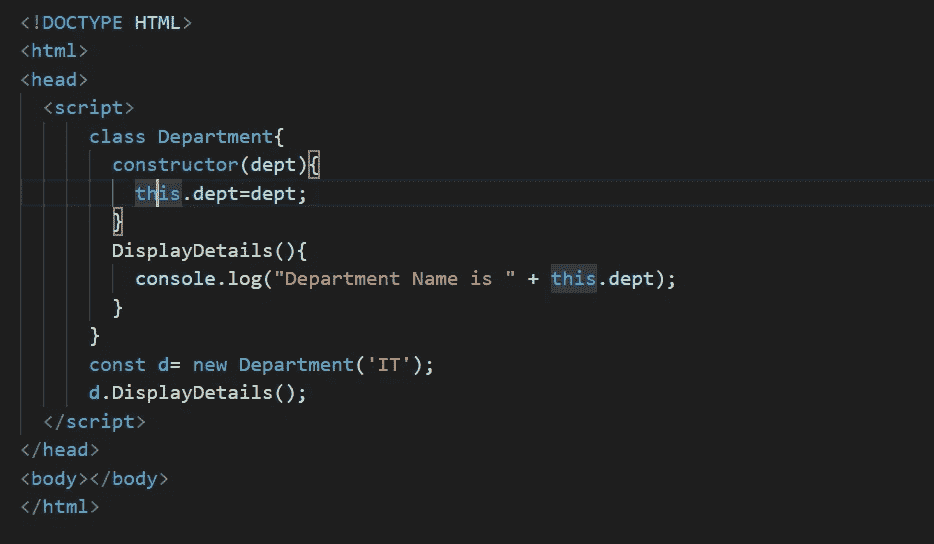 <!DOCTYPE HTML>
<html>
<head>
<script>
class Department{
constructor(dept){
this.dept=dept;
}
DisplayDetails(){
console.log("Department Name is " + this.dept);
}
}
const d= new Department('IT');
d.DisplayDetails();
</script>
</head>
<body></body>
</html>